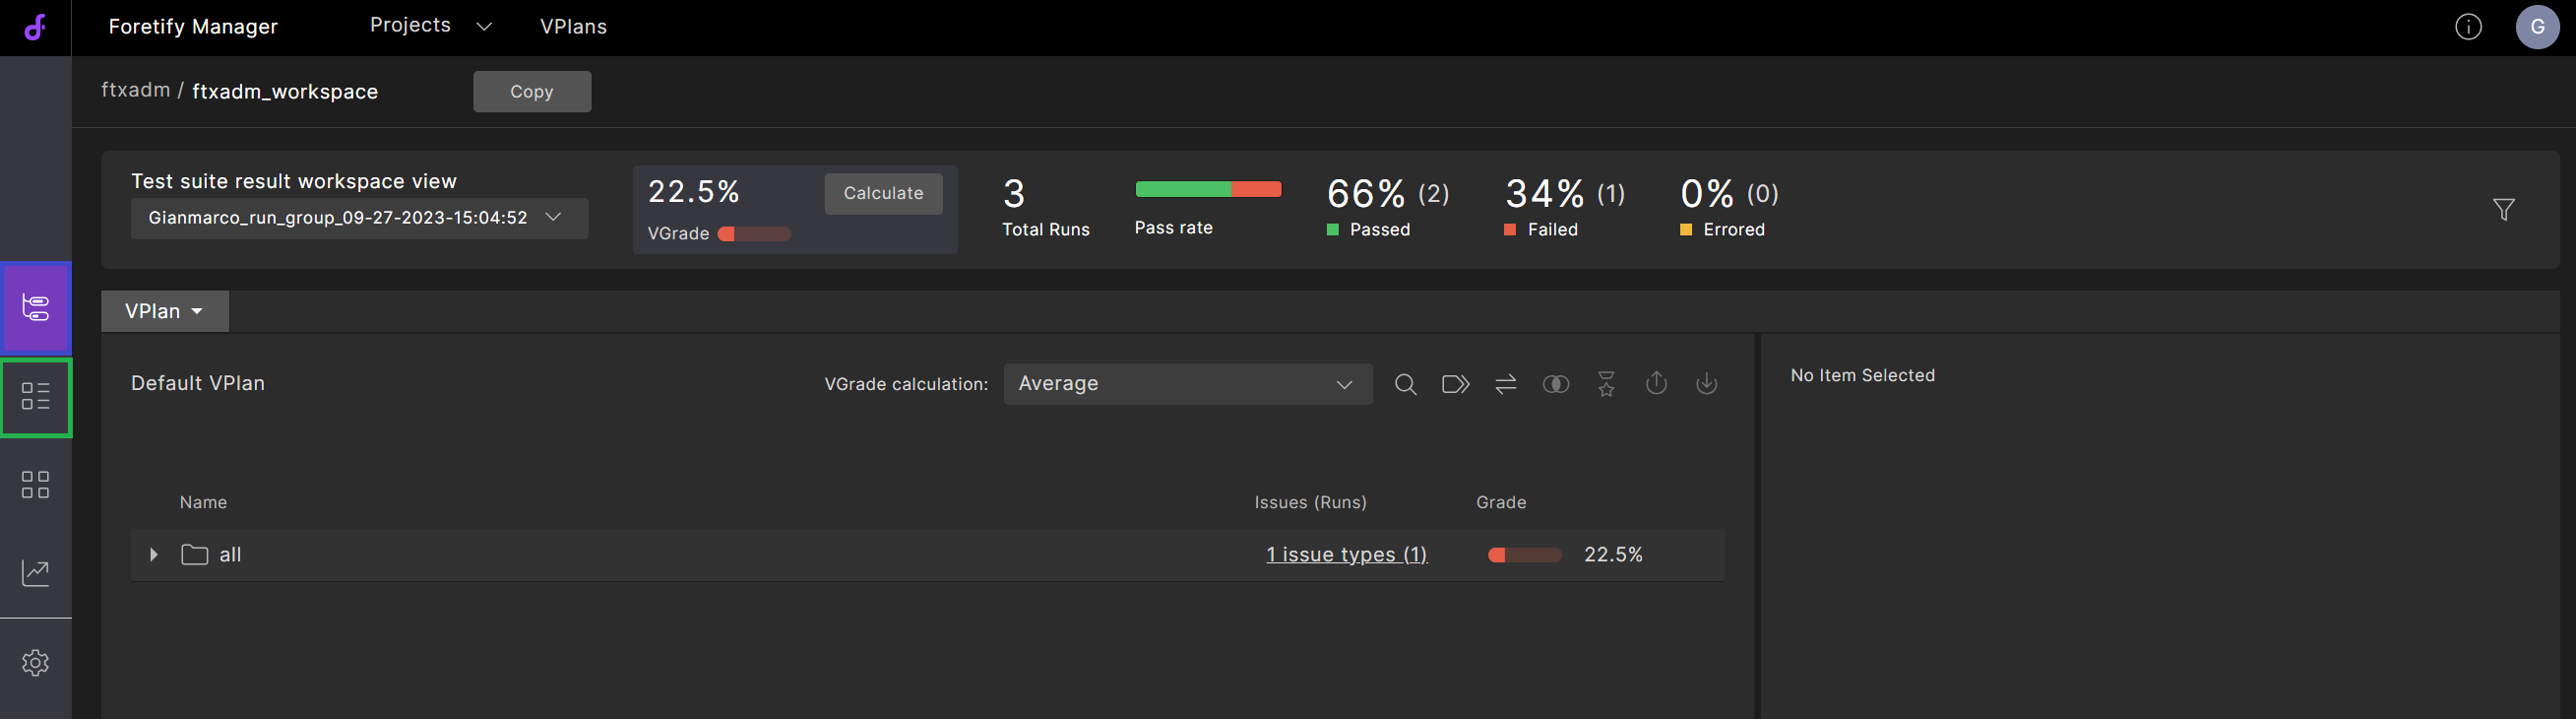 Foretify Manager Projects VPlans G
ftxadm / ftxadm_workspace Copy
Test suite result workspace view
Gianmarco_run_group_09-27-2023-15:04:52
22.5% Calculate
VGrade
3
Total Runs
Pass rate
66% (2)
Passed
34% (1)
Failed
0% (0)
Errored
VPlan
Default VPlan VGrade calculation: Average
No Item Selected
Name Issues (Runs) Grade
all 1 issue types (1) 22.5%